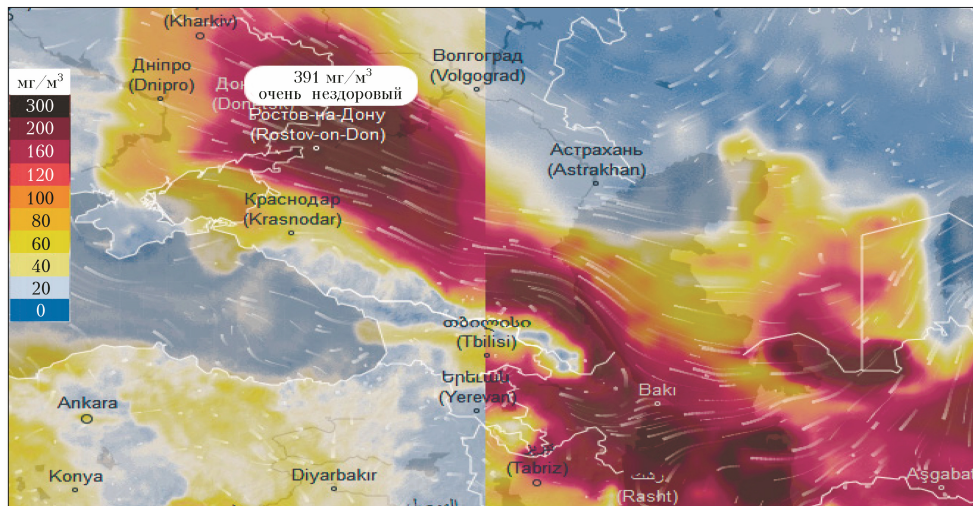 (Kharkiv)
Дніпро
(Dnipro)
Волгоград
(Volgograd)
391 мг/м³
очень нездоровый
(Donetsk)
Ростов-на-Дону
(Rostov-on-Don)
мг/м³
300
200
160
120
100
80
60
40
20
0
Астрахань
(Astrakhan)
Краснодар
(Krasnodar)
თბილისი
(Tbilisi)
Երևան
(Yerevan)
Bakı
Ankara
Konya
Diyarbakır
(Tabriz)
رشت
(Rasht)
Aşgabat